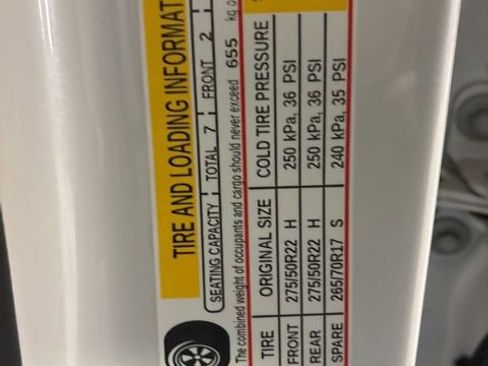 TIRE AND LOADING INFORMAT
SEATING CAPACITY TOTAL 7 FRONT 2
The combined weight of occupants and cargo should never exceed 655 kg o
TIRE ORIGINAL SIZE COLD TIRE PRESSURE
FRONT 275/50R22 H 250 kPa, 36 PSI
REAR 275/50R22 H 250 kPa, 36 PSI
SPARE 265/70R17 S 240 kPa, 35 PSI